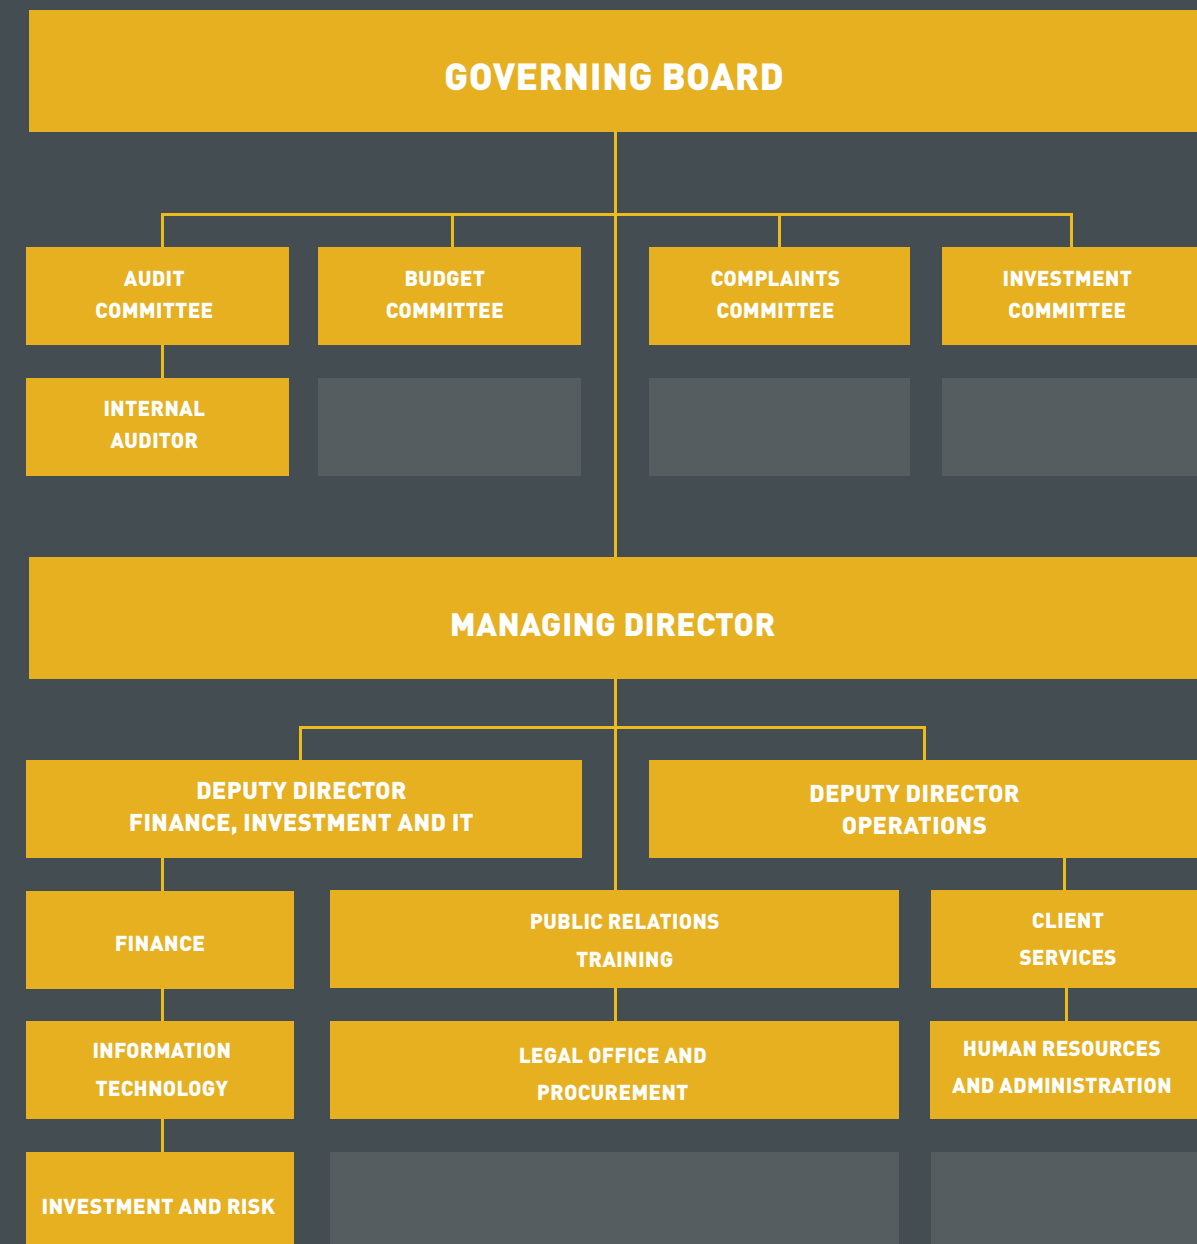 GOVERNING BOARD
AUDIT
COMMITTEE
BUDGET
COMMITTEE
COMPLAINTS
COMMITTEE
INVESTMENT
COMMITTEE
INTERNAL
AUDITOR
MANAGING DIRECTOR
DEPUTY DIRECTOR
FINANCE, INVESTMENT AND IT
DEPUTY DIRECTOR
OPERATIONS
FINANCE
PUBLIC RELATIONS
TRAINING
CLIENT
SERVICES
INFORMATION
TECHNOLOGY
LEGAL OFFICE AND
PROCUREMENT
HUMAN RESOURCES
AND ADMINISTRATION
INVESTMENT AND RISK